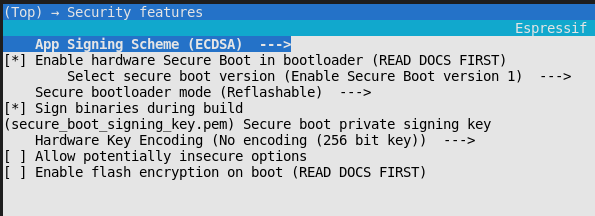 (Top) → Security features
Espressif
App Signing Scheme (ECDSA)  --->
[*] Enable hardware Secure Boot in bootloader (READ DOCS FIRST)
Select secure boot version (Enable Secure Boot version 1)  --->
Secure bootloader mode (Reflashable)  --->
[*] Sign binaries during build
(secure_boot_signing_key.pem) Secure boot private signing key
Hardware Key Encoding (No encoding (256 bit key))  --->
[ ] Allow potentially insecure options
[ ] Enable flash encryption on boot (READ DOCS FIRST)